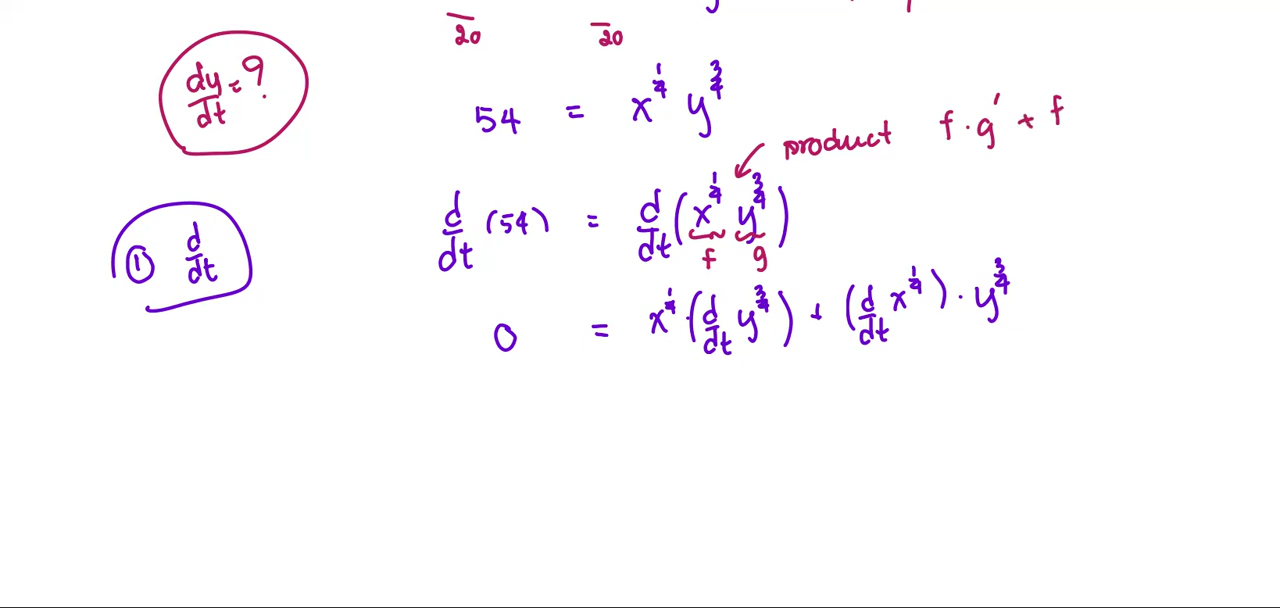 20 20
dy/dt = ?
54 = x^{1/4} y^{3/4}
product f · g' + f
① d/dt
d/dt (54) = d/dt (x^{1/4} y^{3/4})
f g
0 = x^{1/4} · (d/dt y^{3/4}) + (d/dt x^{1/4}) · y^{3/4}